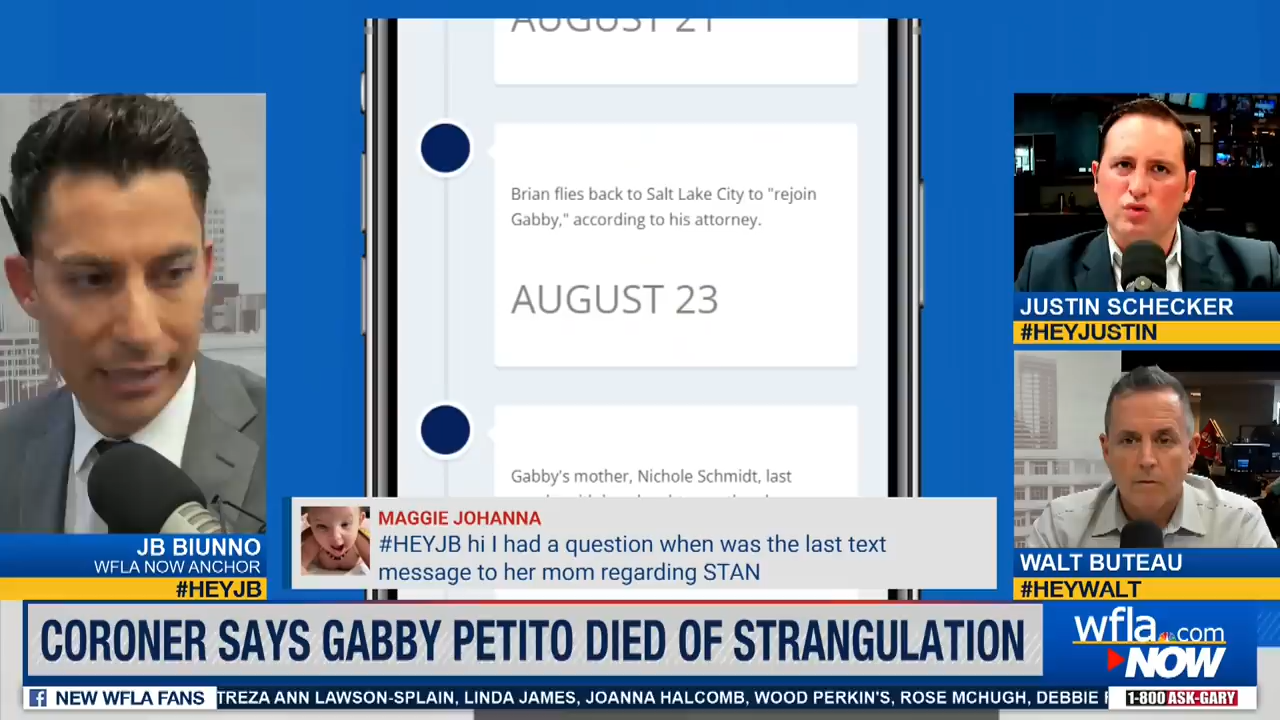 AUGUST 21
Brian flies back to Salt Lake City to "rejoin
Gabby," according to his attorney.
AUGUST 23
Gabby's mother, Nichole Schmidt, last
MAGGIE JOHANNA
#HEYJB hi I had a question when was the last text
message to her mom regarding STAN
JB BIUNNO
WFLA NOW ANCHOR
#HEYJB
JUSTIN SCHECKER
#HEYJUSTIN
WALT BUTEAU
#HEYWALT
CORONER SAYS GABBY PETITO DIED OF STRANGULATION
wfla.com
NOW
NEW WFLA FANS
TREZA ANN LAWSON-SPLAIN, LINDA JAMES, JOANNA HALCOMB, WOOD PERKIN'S, ROSE MCHUGH, DEBBIE
1-800 ASK-GARY